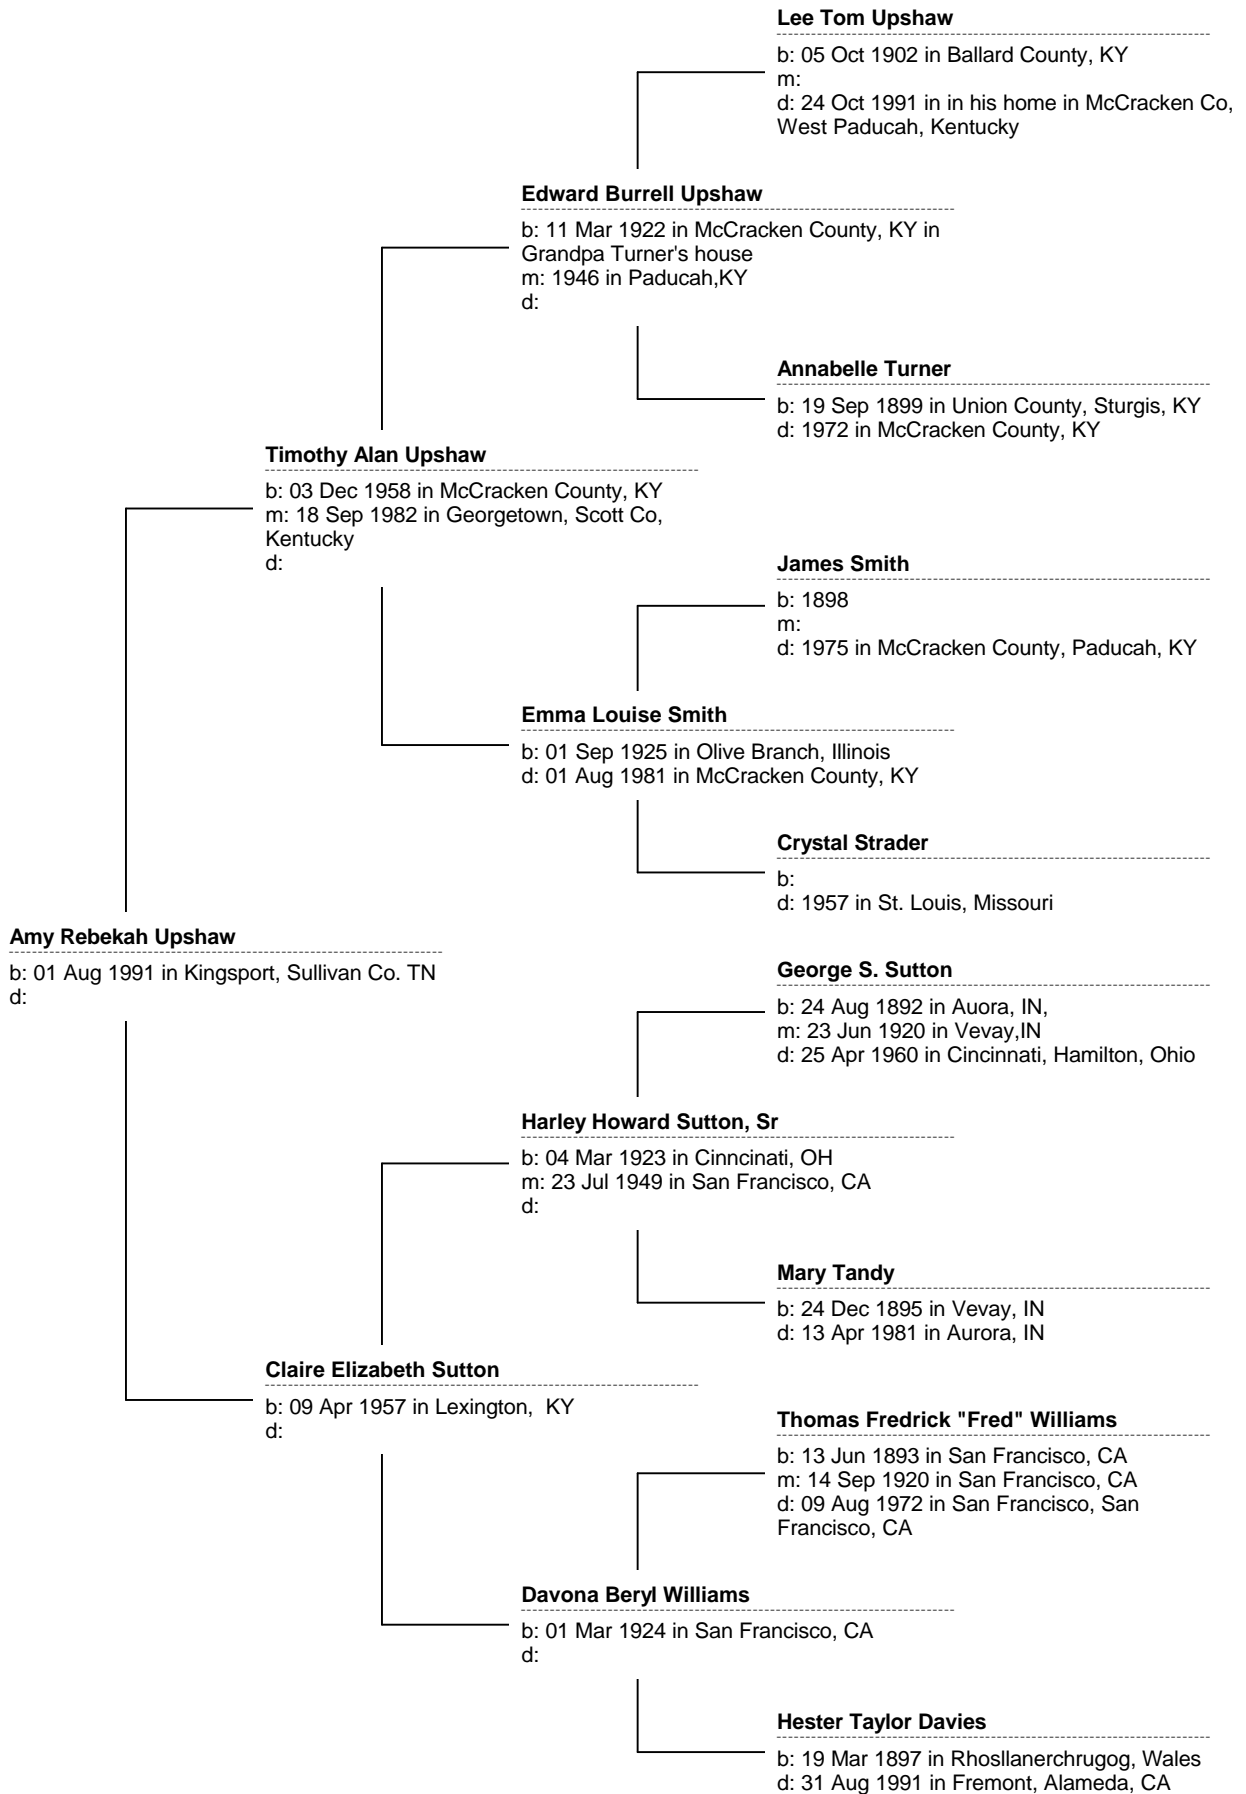 Lee Tom Upshaw
b: 05 Oct 1902 in Ballard County, KY
m:
d: 24 Oct 1991 in in his home in McCracken Co,
West Paducah, Kentucky
Edward Burrell Upshaw
b: 11 Mar 1922 in McCracken County, KY in
Grandpa Turner's house
m: 1946 in Paducah,KY
d:
Annabelle Turner
b: 19 Sep 1899 in Union County, Sturgis, KY
d: 1972 in McCracken County, KY
Timothy Alan Upshaw
b: 03 Dec 1958 in McCracken County, KY
m: 18 Sep 1982 in Georgetown, Scott Co,
Kentucky
d:
James Smith
b: 1898
m:
d: 1975 in McCracken County, Paducah, KY
Emma Louise Smith
b: 01 Sep 1925 in Olive Branch, Illinois
d: 01 Aug 1981 in McCracken County, KY
Crystal Strader
b:
d: 1957 in St. Louis, Missouri
Amy Rebekah Upshaw
b: 01 Aug 1991 in Kingsport, Sullivan Co. TN
d:
George S. Sutton
b: 24 Aug 1892 in Auora, IN,
m: 23 Jun 1920 in Vevay,IN
d: 25 Apr 1960 in Cincinnati, Hamilton, Ohio
Harley Howard Sutton, Sr
b: 04 Mar 1923 in Cinncinati, OH
m: 23 Jul 1949 in San Francisco, CA
d:
Mary Tandy
b: 24 Dec 1895 in Vevay, IN
d: 13 Apr 1981 in Aurora, IN
Claire Elizabeth Sutton
b: 09 Apr 1957 in Lexington,  KY
d:
Thomas Fredrick "Fred" Williams
b: 13 Jun 1893 in San Francisco, CA
m: 14 Sep 1920 in San Francisco, CA
d: 09 Aug 1972 in San Francisco, San
Francisco, CA
Davona Beryl Williams
b: 01 Mar 1924 in San Francisco, CA
d:
Hester Taylor Davies
b: 19 Mar 1897 in Rhosllanerchrugog, Wales
d: 31 Aug 1991 in Fremont, Alameda, CA